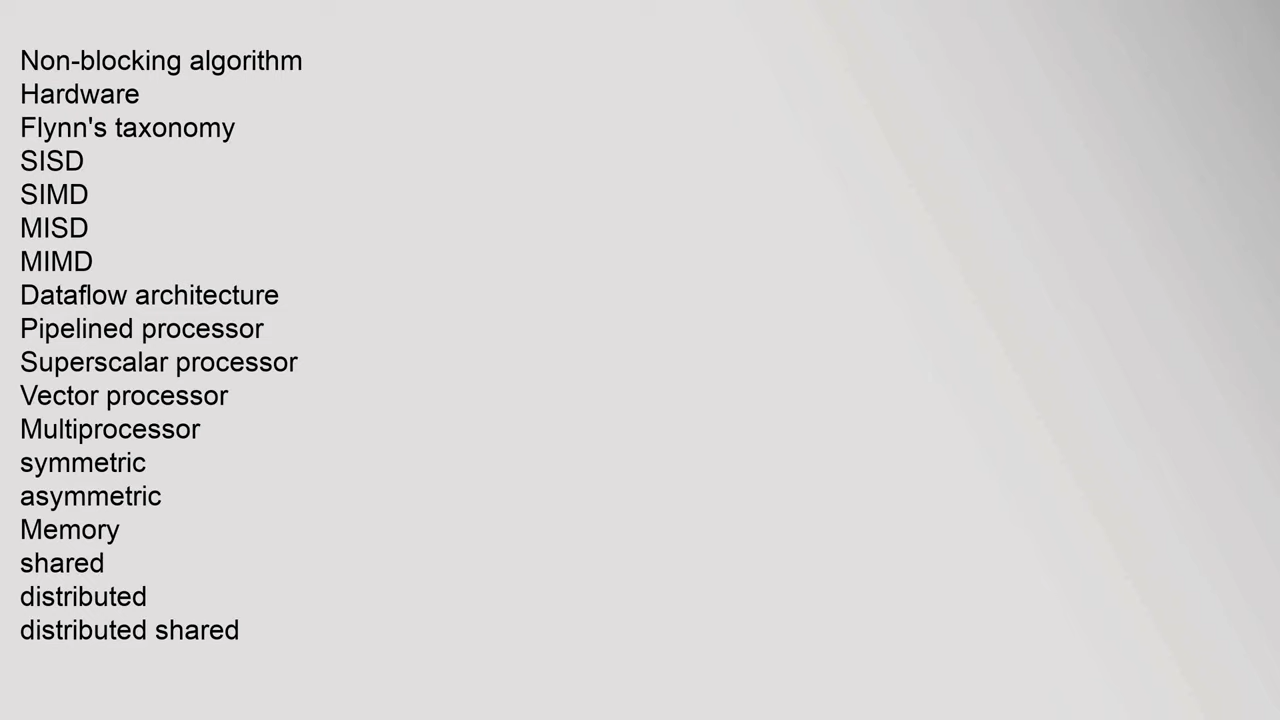 Non-blocking algorithm
Hardware
Flynn's taxonomy
SISD
SIMD
MISD
MIMD
Dataflow architecture
Pipelined processor
Superscalar processor
Vector processor
Multiprocessor
symmetric
asymmetric
Memory
shared
distributed
distributed shared